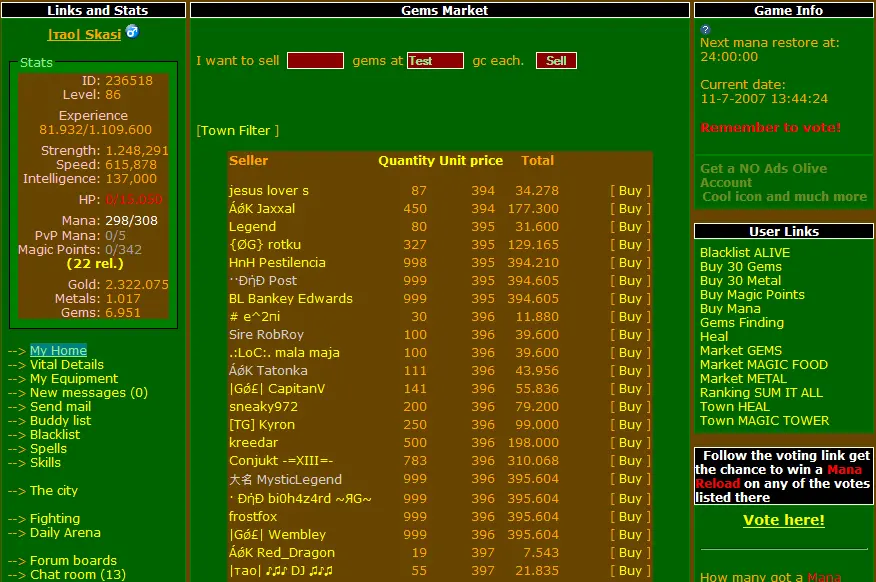 Links and Stats
|тao| Skasi
Stats
ID: 236518
Level: 86
Experience
81.932/1.109.600
Strength: 1.248,291
Speed: 615,878
Intelligence: 137,000
HP: 0/13.050
Mana: 298/308
PvP Mana: 0/5
Magic Points: 0/342
(22 rel.)
Gold: 2.322.075
Metals: 1.017
Gems: 6.951
--> My Home
--> Vital Details
--> My Equipment
--> New messages (0)
--> Send mail
--> Buddy list
--> Blacklist
--> Spells
--> Skills
--> The city
--> Fighting
--> Daily Arena
--> Forum boards
--> Chat room (13)
Gems Market
I want to sell gems at Test gc each. Sell
[Town Filter ]
Seller Quantity Unit price Total
jesus lover s 87 394 34.278 [ Buy ]
ÁǿK Jaxxal 450 394 177.300 [ Buy ]
Legend 80 395 31.600 [ Buy ]
{ØG} rotku 327 395 129.165 [ Buy ]
HnH Pestilencia 998 395 394.210 [ Buy ]
··ÐήÐ Post 999 395 394.605 [ Buy ]
BL Bankey Edwards 999 395 394.605 [ Buy ]
# e^2πi 30 396 11.880 [ Buy ]
Sire RobRoy 100 396 39.600 [ Buy ]
.:LoC:. mala maja 100 396 39.600 [ Buy ]
ÁǿK Tatonka 111 396 43.956 [ Buy ]
|Gǿ£| CapitanV 141 396 55.836 [ Buy ]
sneaky972 200 396 79.200 [ Buy ]
[TG] Kyron 250 396 99.000 [ Buy ]
kreedar 500 396 198.000 [ Buy ]
Conjukt -=XIII=- 783 396 310.068 [ Buy ]
大名 MysticLegend 999 396 395.604 [ Buy ]
· ÐήÐ bi0h4z4rd ~ЯG~ 999 396 395.604 [ Buy ]
frostfox 999 396 395.604 [ Buy ]
|Gǿ£| Wembley 999 396 395.604 [ Buy ]
ÁǿK Red_Dragon 19 397 7.543 [ Buy ]
|тao| ♪♫♪ DJ ♫♪♫ 55 397 21.835 [ Buy ]
Game Info
Next mana restore at:
24:00:00
Current date:
11-7-2007 13:44:24
Remember to vote!
Get a NO Ads Olive
Account
Cool icon and much more
User Links
Blacklist ALIVE
Buy 30 Gems
Buy 30 Metal
Buy Magic Points
Buy Mana
Gems Finding
Heal
Market GEMS
Market MAGIC FOOD
Market METAL
Ranking SUM IT ALL
Town HEAL
Town MAGIC TOWER
Follow the voting link get
the chance to win a Mana
Reload on any of the votes
listed there
Vote here!
How many got a Mana